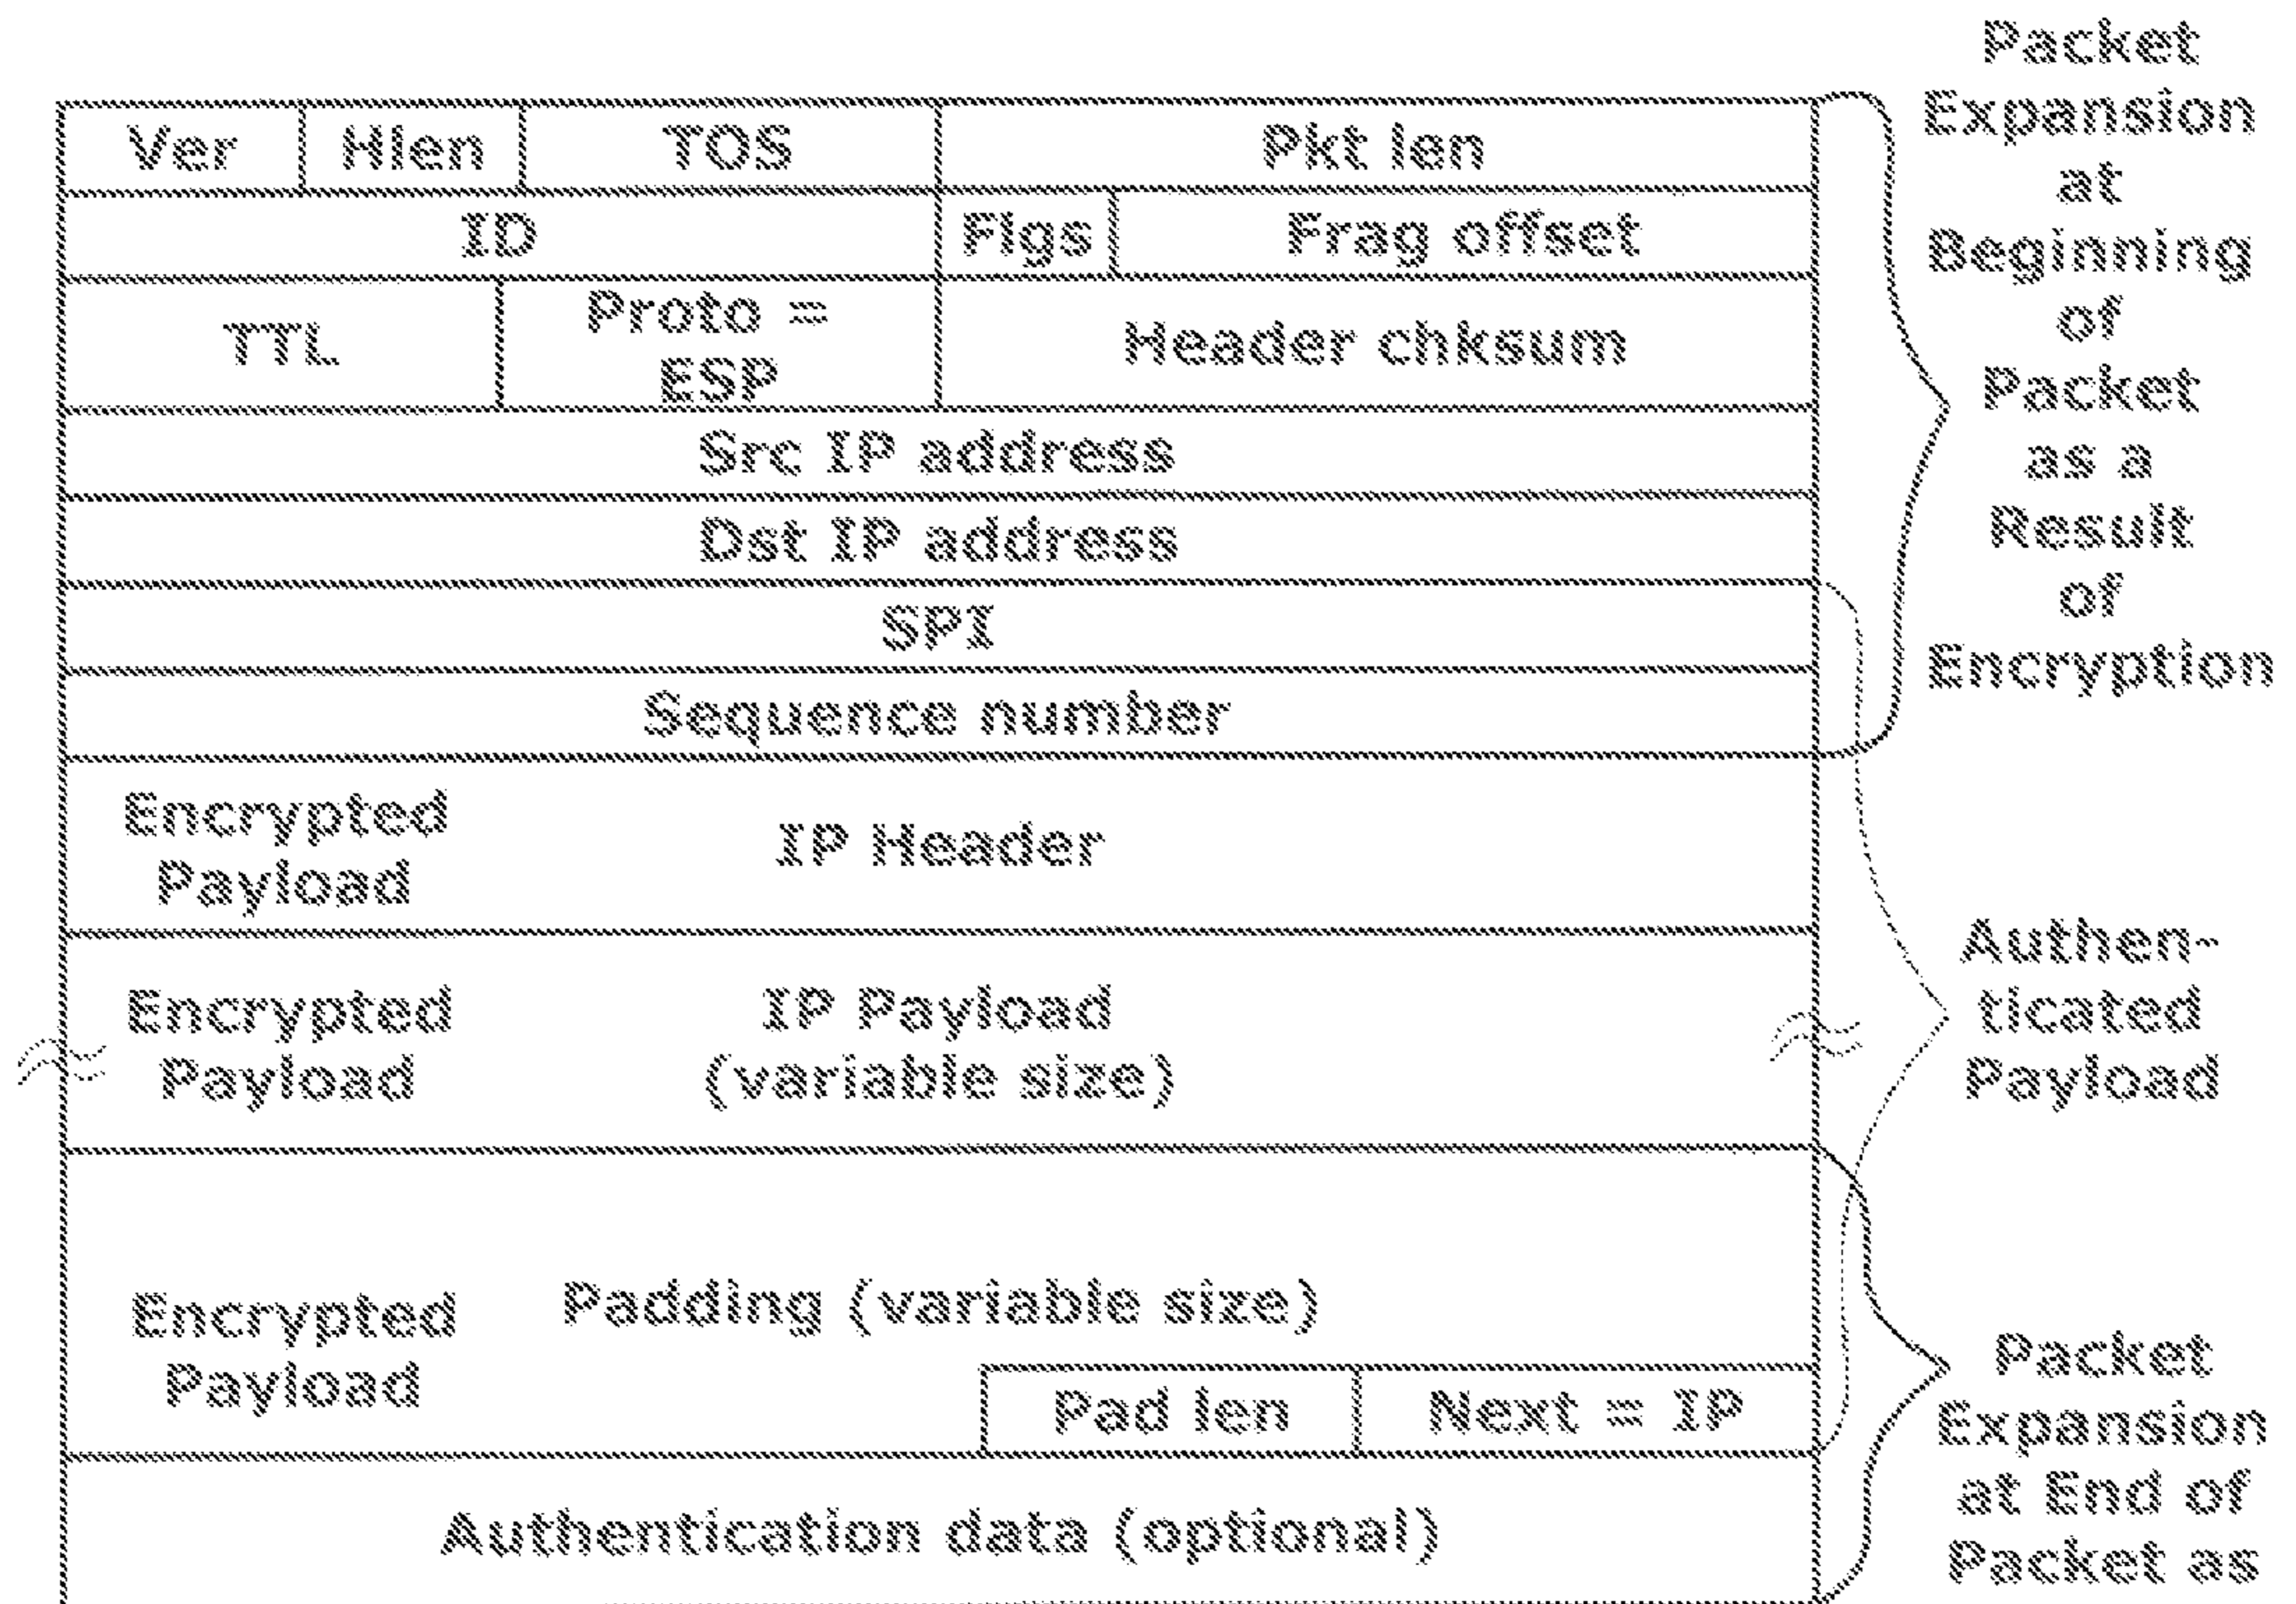 Ver Hlen TOS Pkt len
ID Flgs Frag offset
TTL Proto =
ESP Header chksum
Src IP address
Dst IP address
SPI
Sequence number
Encrypted
Payload
IP Header
Encrypted
Payload
IP Payload
(variable size)
Encrypted
Payload
Padding (variable size)
Pad len Next = IP
Authentication data (optional)
Packet
Expansion
at
Beginning
of
Packet
as a
Result
of
Encryption
Authen-
ticated
Payload
Packet
Expansion
at End of
Packet as